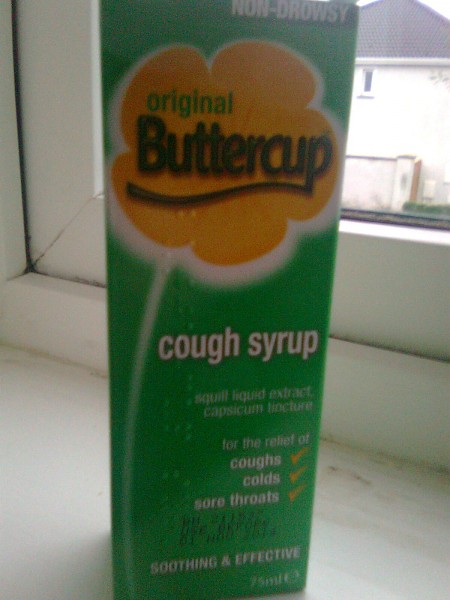 NON-DROWSY
original
Buttercup
cough syrup
squill liquid extract,
capsicum tincture
for the relief of
coughs
colds
sore throats
SOOTHING & EFFECTIVE
75ml e